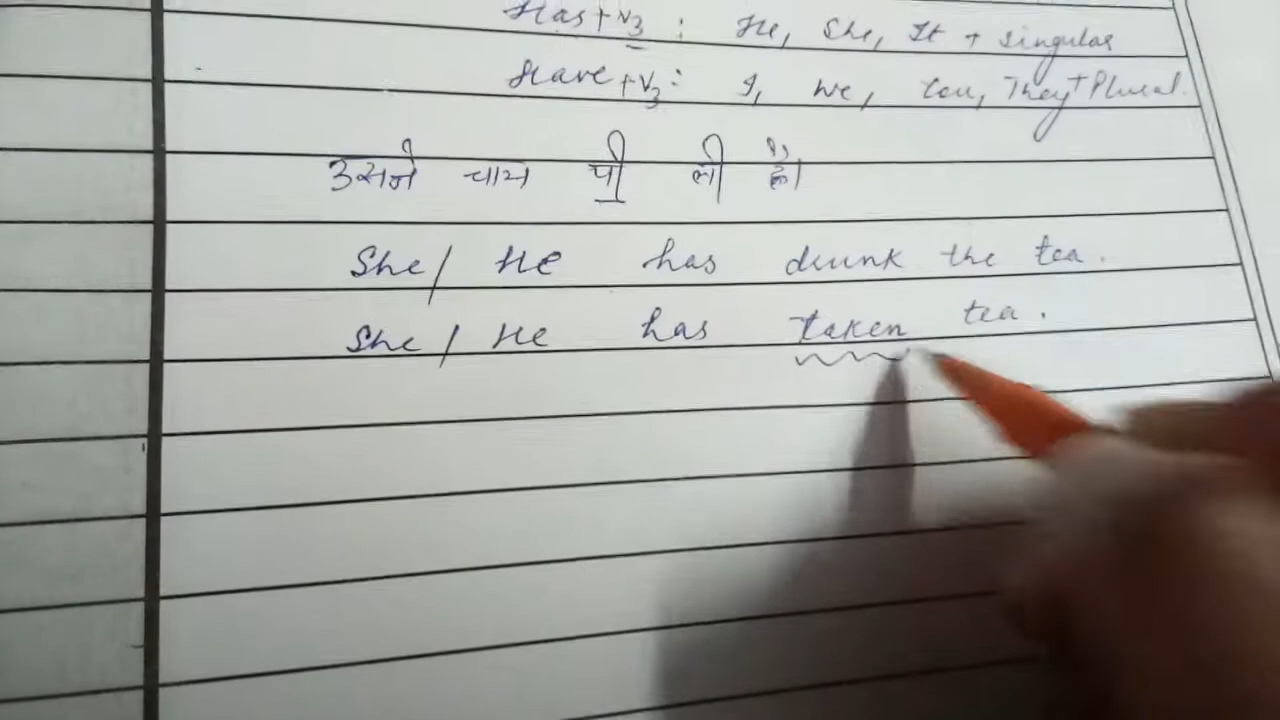 Has+V3 : He, She, It + Singular
Have+V3 : I, We, You, They + Plural.
उसने चाय पी ली है।
She/ He has drunk the tea.
She/ He has taken tea.